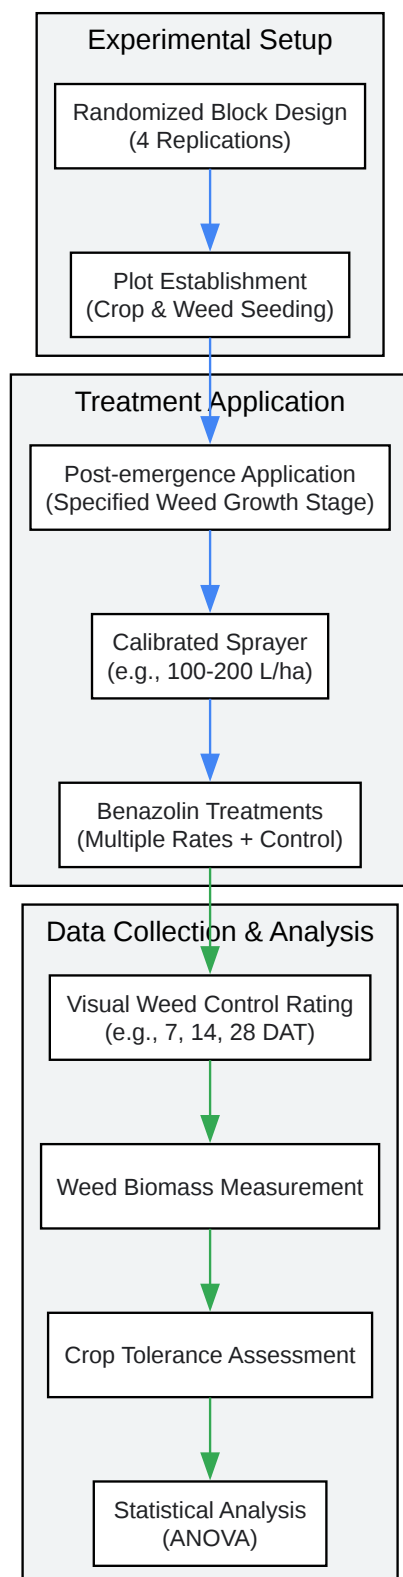 Experimental Setup
Randomized Block Design
(4 Replications)
Plot Establishment
(Crop & Weed Seeding)
Treatment Application
Post-emergence Application
(Specified Weed Growth Stage)
Calibrated Sprayer
(e.g., 100-200 L/ha)
Benazolin Treatments
(Multiple Rates + Control)
Data Collection & Analysis
Visual Weed Control Rating
(e.g., 7, 14, 28 DAT)
Weed Biomass Measurement
Crop Tolerance Assessment
Statistical Analysis
(ANOVA)